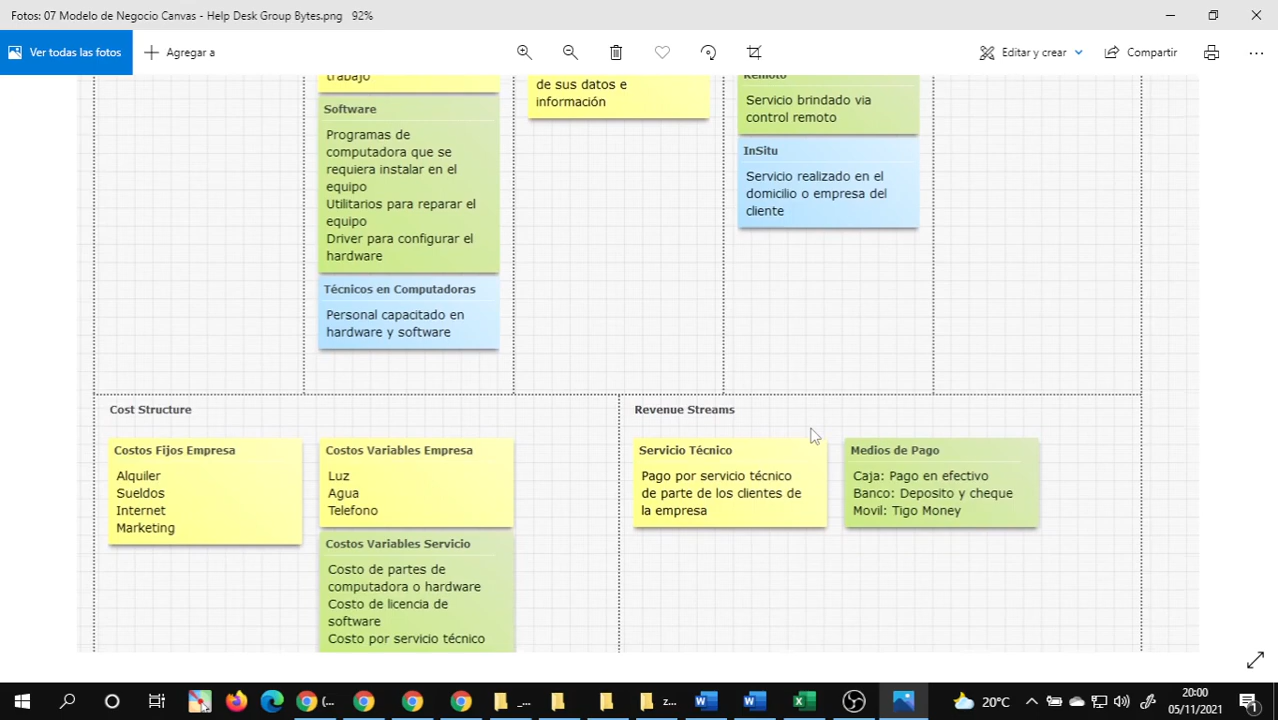 Fotos: 07 Modelo de Negocio Canvas - Help Desk Group Bytes.png   92%
Ver todas las fotos
Agregar a
Editar y crear
Compartir
trabajo
Software
Programas de
computadora que se
requiera instalar en el
equipo
Utilitarios para reparar el
equipo
Driver para configurar el
hardware
Técnicos en Computadoras
Personal capacitado en
hardware y software
de sus datos e
información
Remoto
Servicio brindado via
control remoto
InSitu
Servicio realizado en el
domicilio o empresa del
cliente
Cost Structure
Costos Fijos Empresa
Alquiler
Sueldos
Internet
Marketing
Costos Variables Empresa
Luz
Agua
Telefono
Costos Variables Servicio
Costo de partes de
computadora o hardware
Costo de licencia de
software
Costo por servicio técnico
Revenue Streams
Servicio Técnico
Pago por servicio técnico
de parte de los clientes de
la empresa
Medios de Pago
Caja: Pago en efectivo
Banco: Deposito y cheque
Movil: Tigo Money
(...
_...
z...
20°C
20:00
05/11/2021
1